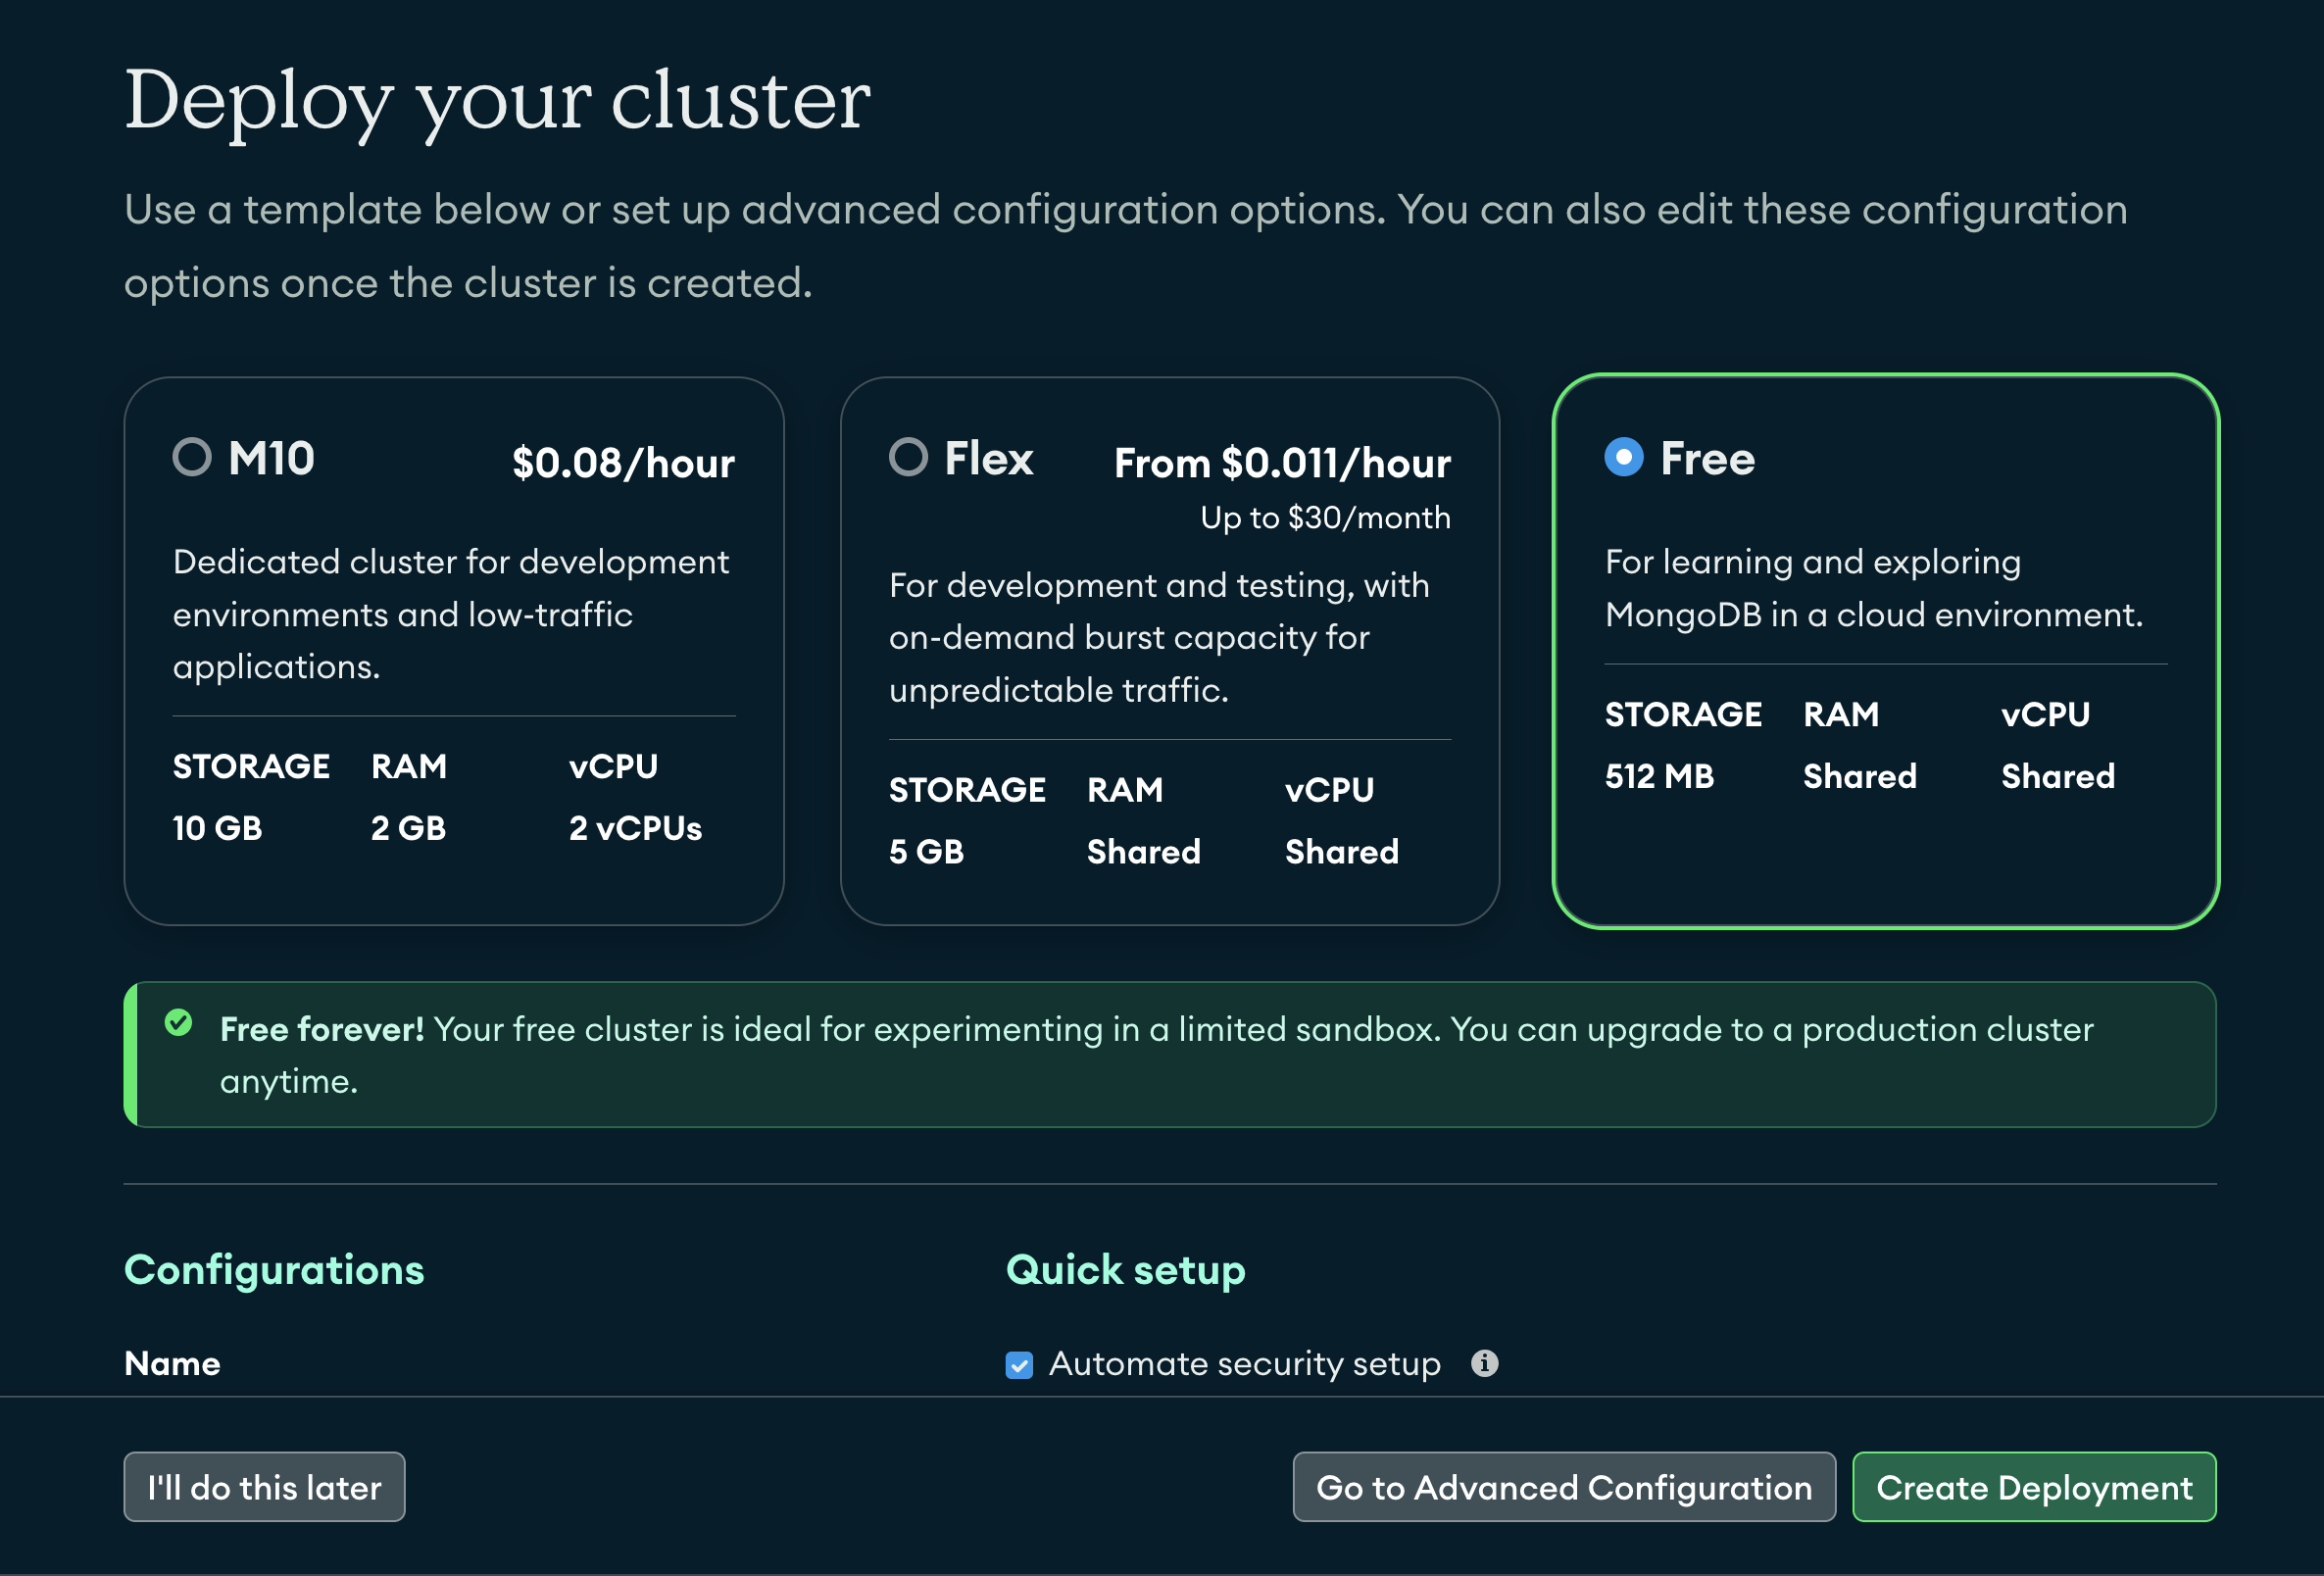 Deploy your cluster
Use a template below or set up advanced configuration options. You can also edit these configuration
options once the cluster is created.
M10
$0.08/hour
Dedicated cluster for development
environments and low-traffic
applications.
STORAGE RAM vCPU
10 GB 2 GB 2 vCPUs
Flex
From $0.011/hour
Up to $30/month
For development and testing, with
on-demand burst capacity for
unpredictable traffic.
STORAGE RAM vCPU
5 GB Shared Shared
Free
For learning and exploring
MongoDB in a cloud environment.
STORAGE RAM vCPU
512 MB Shared Shared
Free forever! Your free cluster is ideal for experimenting in a limited sandbox. You can upgrade to a production cluster
anytime.
Configurations
Name
Quick setup
Automate security setup
I'll do this later
Go to Advanced Configuration
Create Deployment